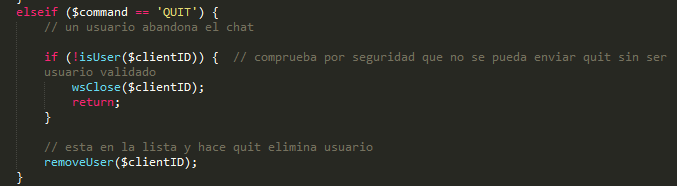 }
elseif ($command == 'QUIT') {
// un usuario abandona el chat
if (!isUser($clientID)) {  // comprueba por seguridad que no se pueda enviar quit sin ser
usuario validado
wsClose($clientID);
return;
}
// esta en la lista y hace quit elimina usuario
removeUser($clientID);
}